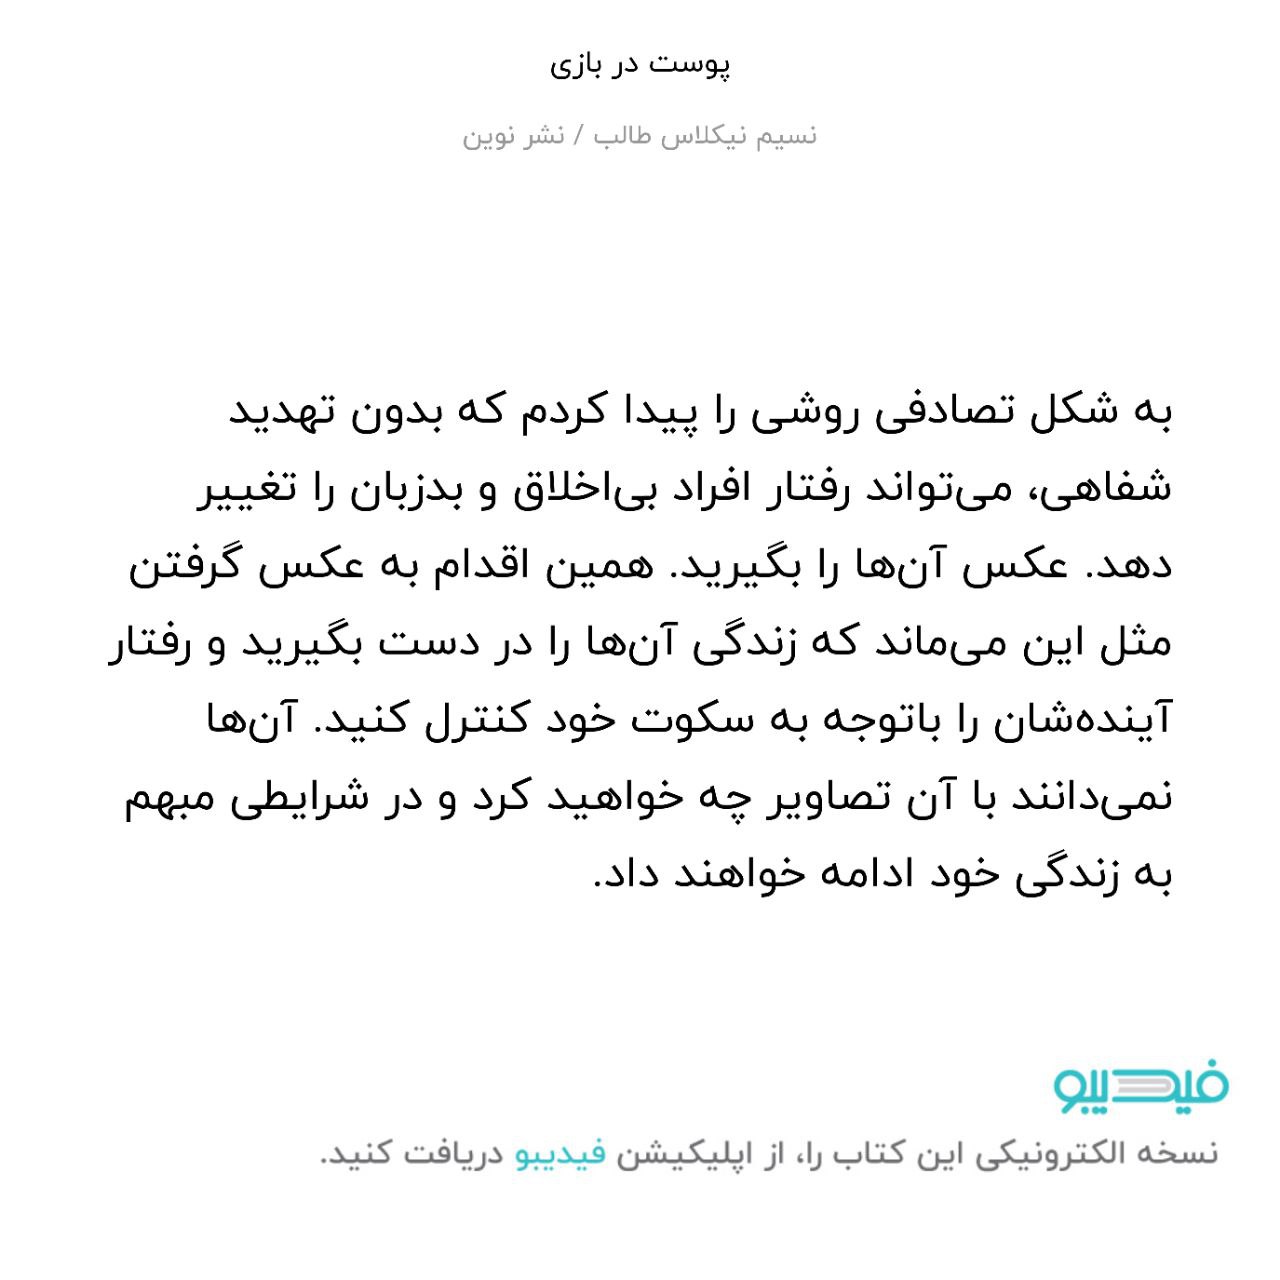 پوست در بازی
نسیم نیکلاس طالب / نشر نوین
به شکل تصادفی روشی را پیدا کردم که بدون تهدید
شفاهی، می‌تواند رفتار افراد بی‌اخلاق و بدزبان را تغییر
دهد. عکس آن‌ها را بگیرید. همین اقدام به عکس گرفتن
مثل این می‌ماند که زندگی آن‌ها را در دست بگیرید و رفتار
آینده‌شان را باتوجه به سکوت خود کنترل کنید. آن‌ها
نمی‌دانند با آن تصاویر چه خواهید کرد و در شرایطی مبهم
به زندگی خود ادامه خواهند داد.
فیدیبو
نسخه الکترونیکی این کتاب را، از اپلیکیشن فیدیبو دریافت کنید.